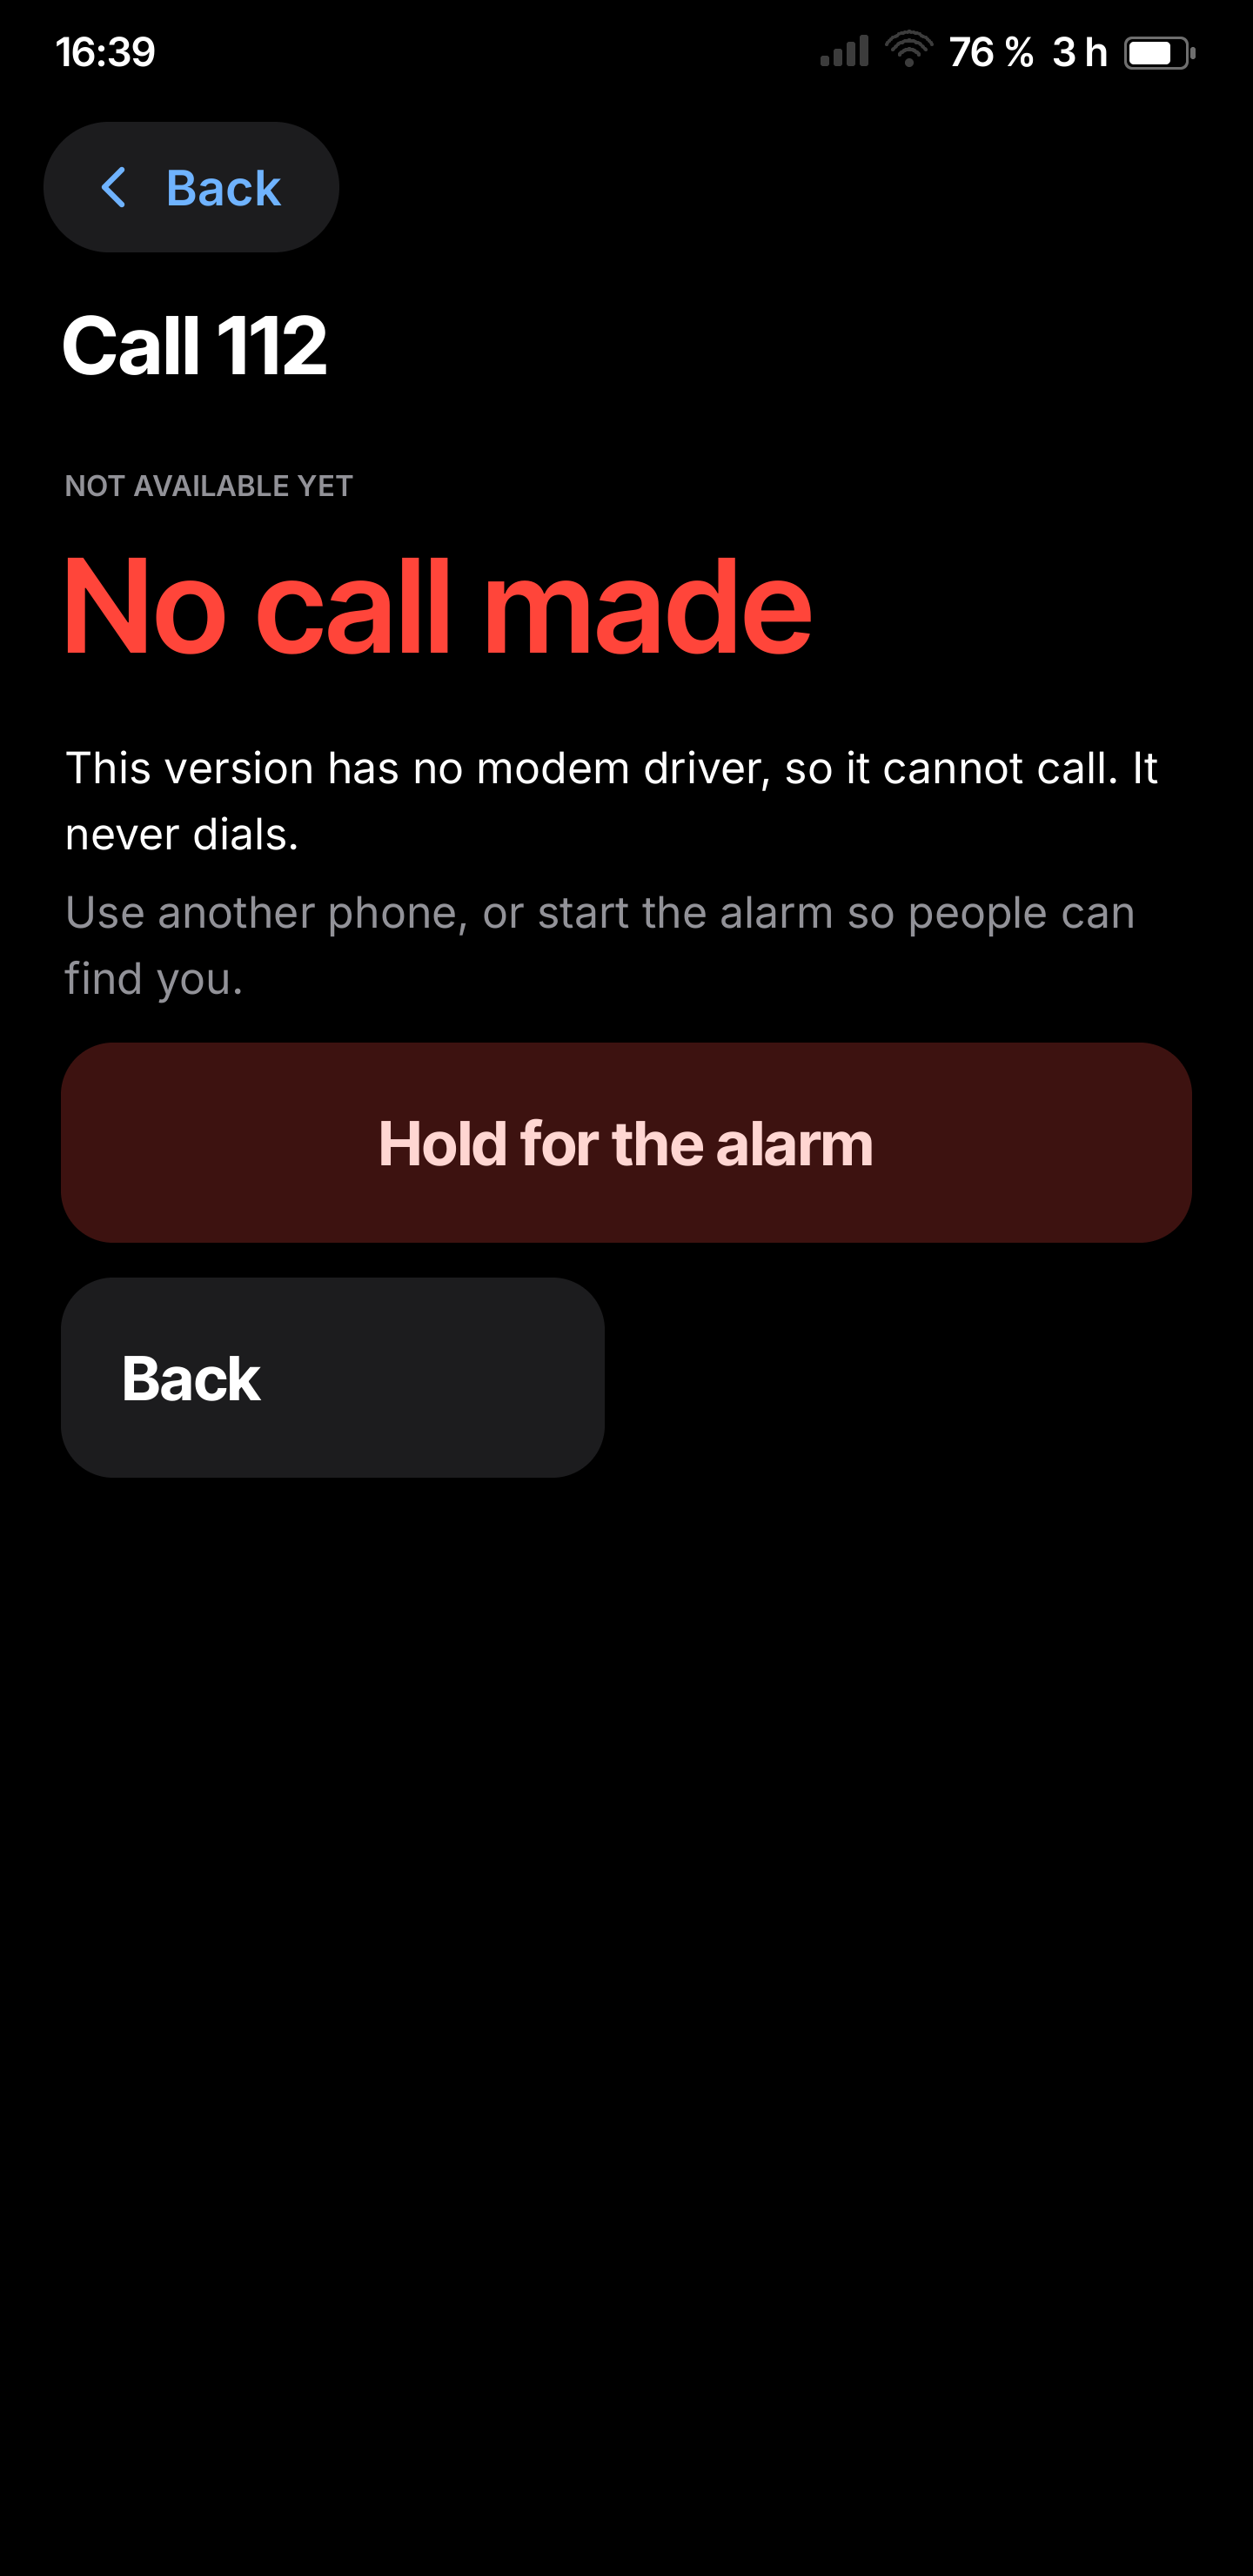 16:39
76 % 3 h
Back
Call 112
NOT AVAILABLE YET
No call made
This version has no modem driver, so it cannot call. It
never dials.
Use another phone, or start the alarm so people can
find you.
Hold for the alarm
Back